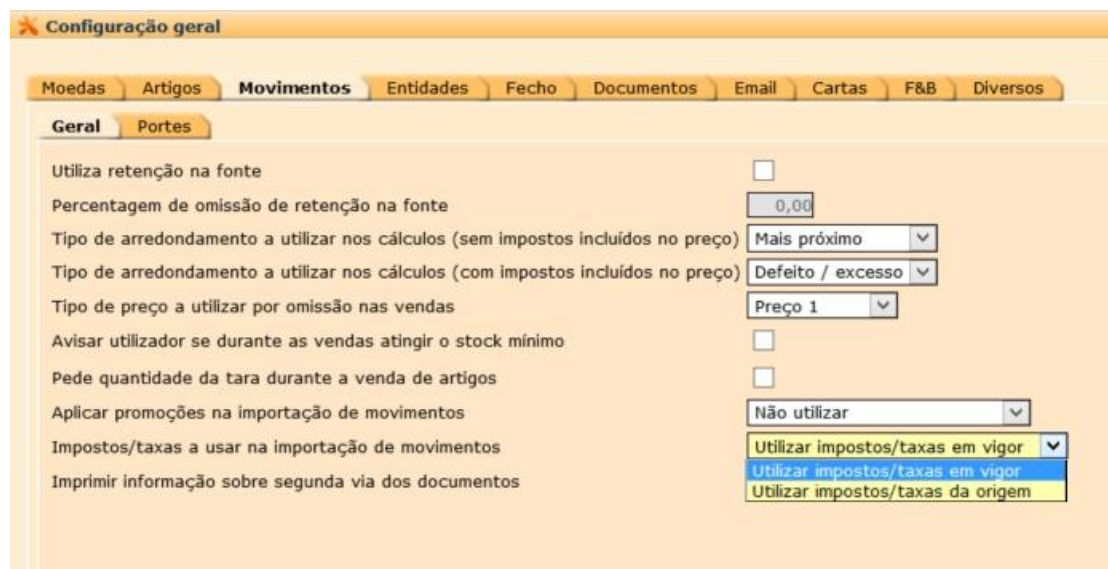 Configuração geral
Moedas Artigos Movimentos Entidades Fecho Documentos Email Cartas F&B Diversos
Geral Portes
Utiliza retenção na fonte
Percentagem de omissão de retenção na fonte 0,00
Tipo de arredondamento a utilizar nos cálculos (sem impostos incluídos no preço) Mais próximo
Tipo de arredondamento a utilizar nos cálculos (com impostos incluídos no preço) Defeito / excesso
Tipo de preço a utilizar por omissão nas vendas Preço 1
Avisar utilizador se durante as vendas atingir o stock mínimo
Pede quantidade da tara durante a venda de artigos
Aplicar promoções na importação de movimentos Não utilizar
Impostos/taxas a usar na importação de movimentos Utilizar impostos/taxas em vigor
Utilizar impostos/taxas em vigor
Imprimir informação sobre segunda via dos documentos
Utilizar impostos/taxas da origem